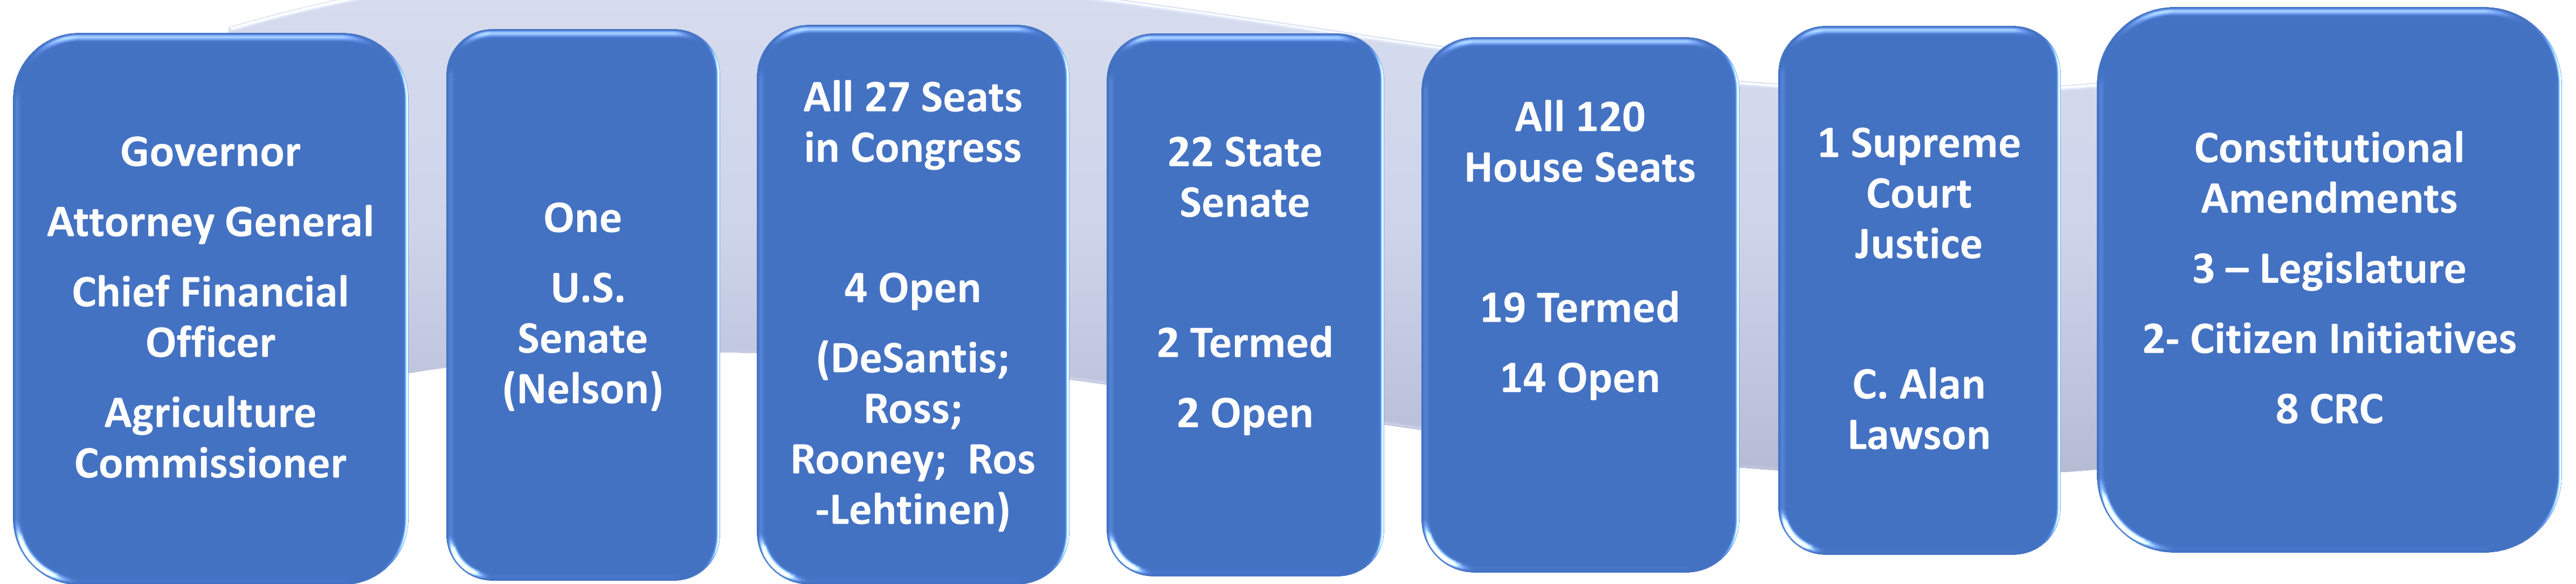 Governor
Attorney General
Chief Financial
Officer
Agriculture
Commissioner
One
U.S.
Senate
(Nelson)
All 27 Seats
in Congress
4 Open
(DeSantis;
Ross;
Rooney;  Ros
-Lehtinen)
22 State
Senate
2 Termed
2 Open
All 120
House Seats
19 Termed
14 Open
1 Supreme
Court
Justice
C. Alan
Lawson
Constitutional
Amendments
3 – Legislature
2- Citizen Initiatives
8 CRC